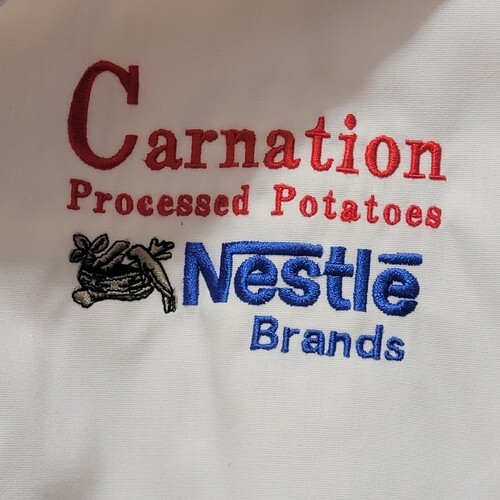 Carnation
Processed Potatoes
Nestlē
Brands